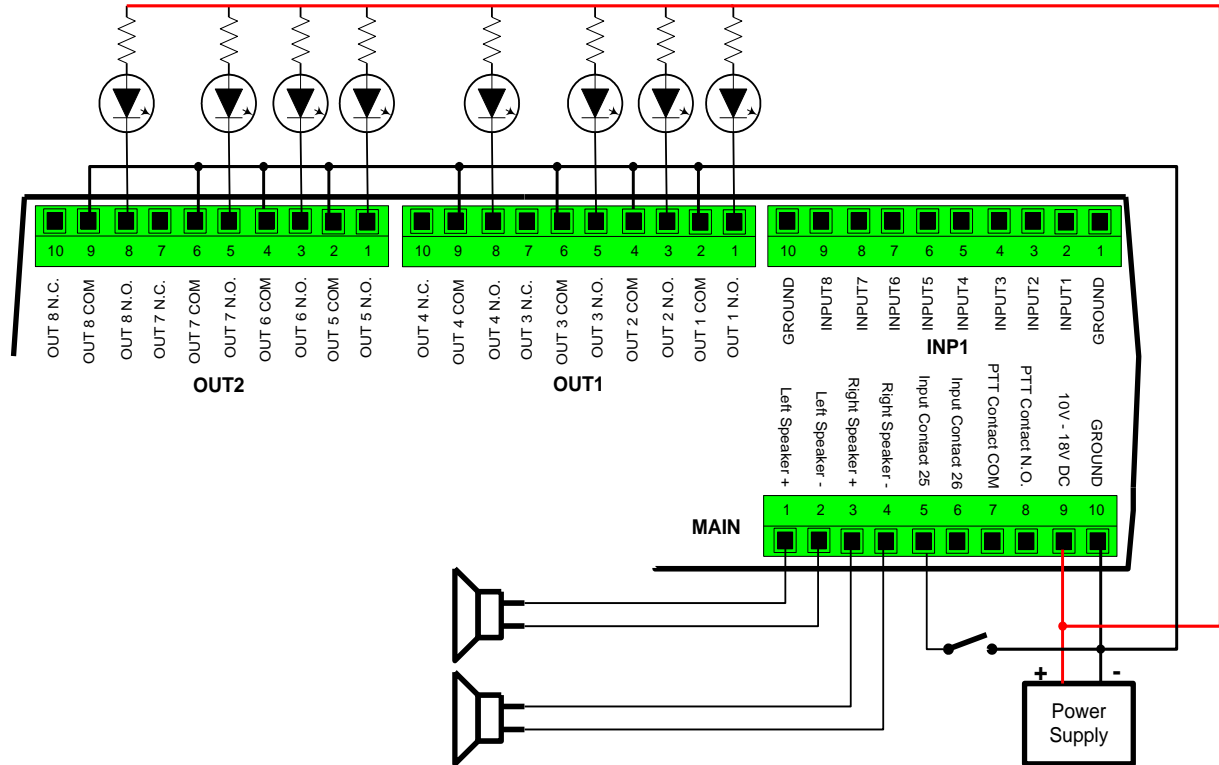 10 9 8 7 6 5 4 3 2 1
10 9 8 7 6 5 4 3 2 1
10 9 8 7 6 5 4 3 2 1
OUT 8 N.C.
OUT 8 COM
OUT 8 N.O.
OUT 7 N.C.
OUT 7 COM
OUT 7 N.O.
OUT 6 COM
OUT 6 N.O.
OUT 5 COM
OUT 5 N.O.
OUT2
OUT 4 N.C.
OUT 4 COM
OUT 4 N.O.
OUT 3 N.C.
OUT 3 COM
OUT 3 N.O.
OUT 2 COM
OUT 2 N.O.
OUT 1 COM
OUT 1 N.O.
OUT1
GROUND
INPUT8
INPUT7
INPUT6
INPUT5
INPUT4
INPUT3
INPUT2
INPUT1
GROUND
INP1
Left Speaker +
Left Speaker -
Right Speaker +
Right Speaker -
Input Contact 25
Input Contact 26
PTT Contact COM
PTT Contact N.O.
10V - 18V DC
GROUND
MAIN
1 2 3 4 5 6 7 8 9 10
+ -
Power
Supply